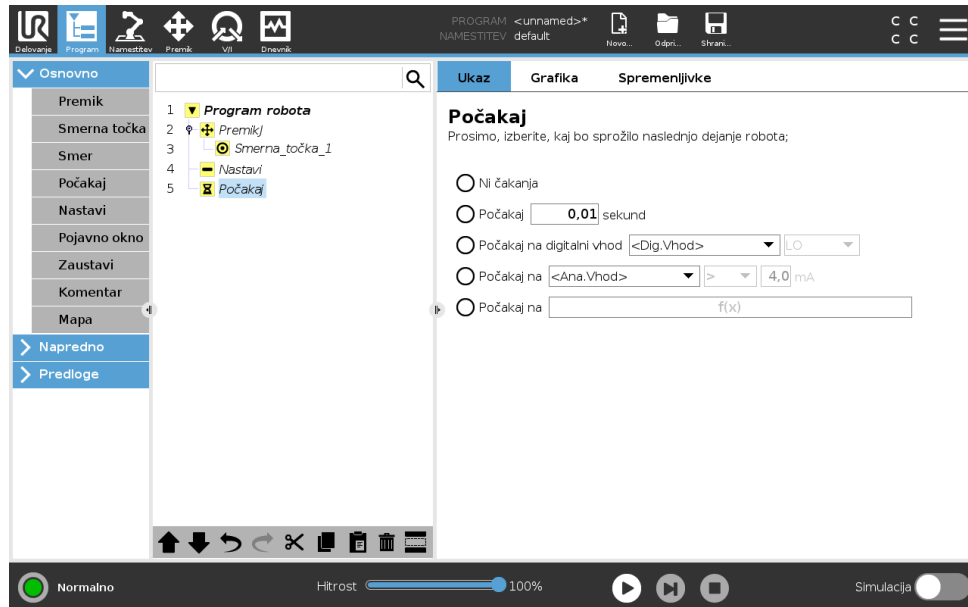 UR
PROGRAM <unnamed>*
NAMESTITEV default
Delovanje Program Namestitev Premik V/I Dnevnik Novo... Odpri... Shrani...
C C
C C
Osnovno
Premik
Smerna točka
Smer
Počakaj
Nastavi
Pojavno okno
Zaustavi
Komentar
Mapa
Napredno
Predloge
1 Program robota
2 PremikJ
3 Smerna_točka_1
4 Nastavi
5 Počakaj
Ukaz Grafika Spremenljivke
Počakaj
Prosimo, izberite, kaj bo sprožilo naslednjo dejanje robota;
Ni čakanja
Počakaj 0,01 sekund
Počakaj na digitalni vhod <Dig.Vhod> LO
Počakaj na <Ana.Vhod> > 4,0 mA
Počakaj na f(x)
Normalno Hitrost 100% Simulacija